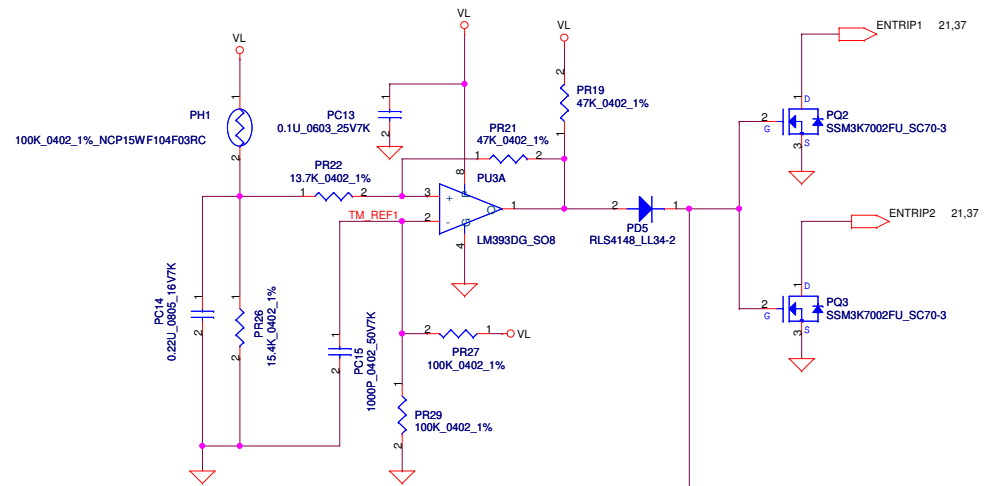 VL
VL
VL
ENTRIP1 21,37
1
PH1
100K_0402_1%_NCP15WF104F03RC
2
1
PC13
0.1U_0603_25V7K
2
2
PR19
47K_0402_1%
1
PR21
47K_0402_1%
1 2
1 D
2
G
PQ2
SSM3K7002FU_SC70-3
S
3
PR22
13.7K_0402_1%
1 2
8
PU3A
3
+
P
O
1
TM_REF1
2
-
G
4
LM393DG_SO8
2 1
PD5
RLS4148_LL34-2
ENTRIP2 21,37
1
PC14
0.22U_0805_16V7K
2
1
PR26
15.4K_0402_1%
2
1
PC15
1000P_0402_50V7K
2
2 1
VL
PR27
100K_0402_1%
1
PR29
100K_0402_1%
2
1 D
2
G
PQ3
SSM3K7002FU_SC70-3
S
3